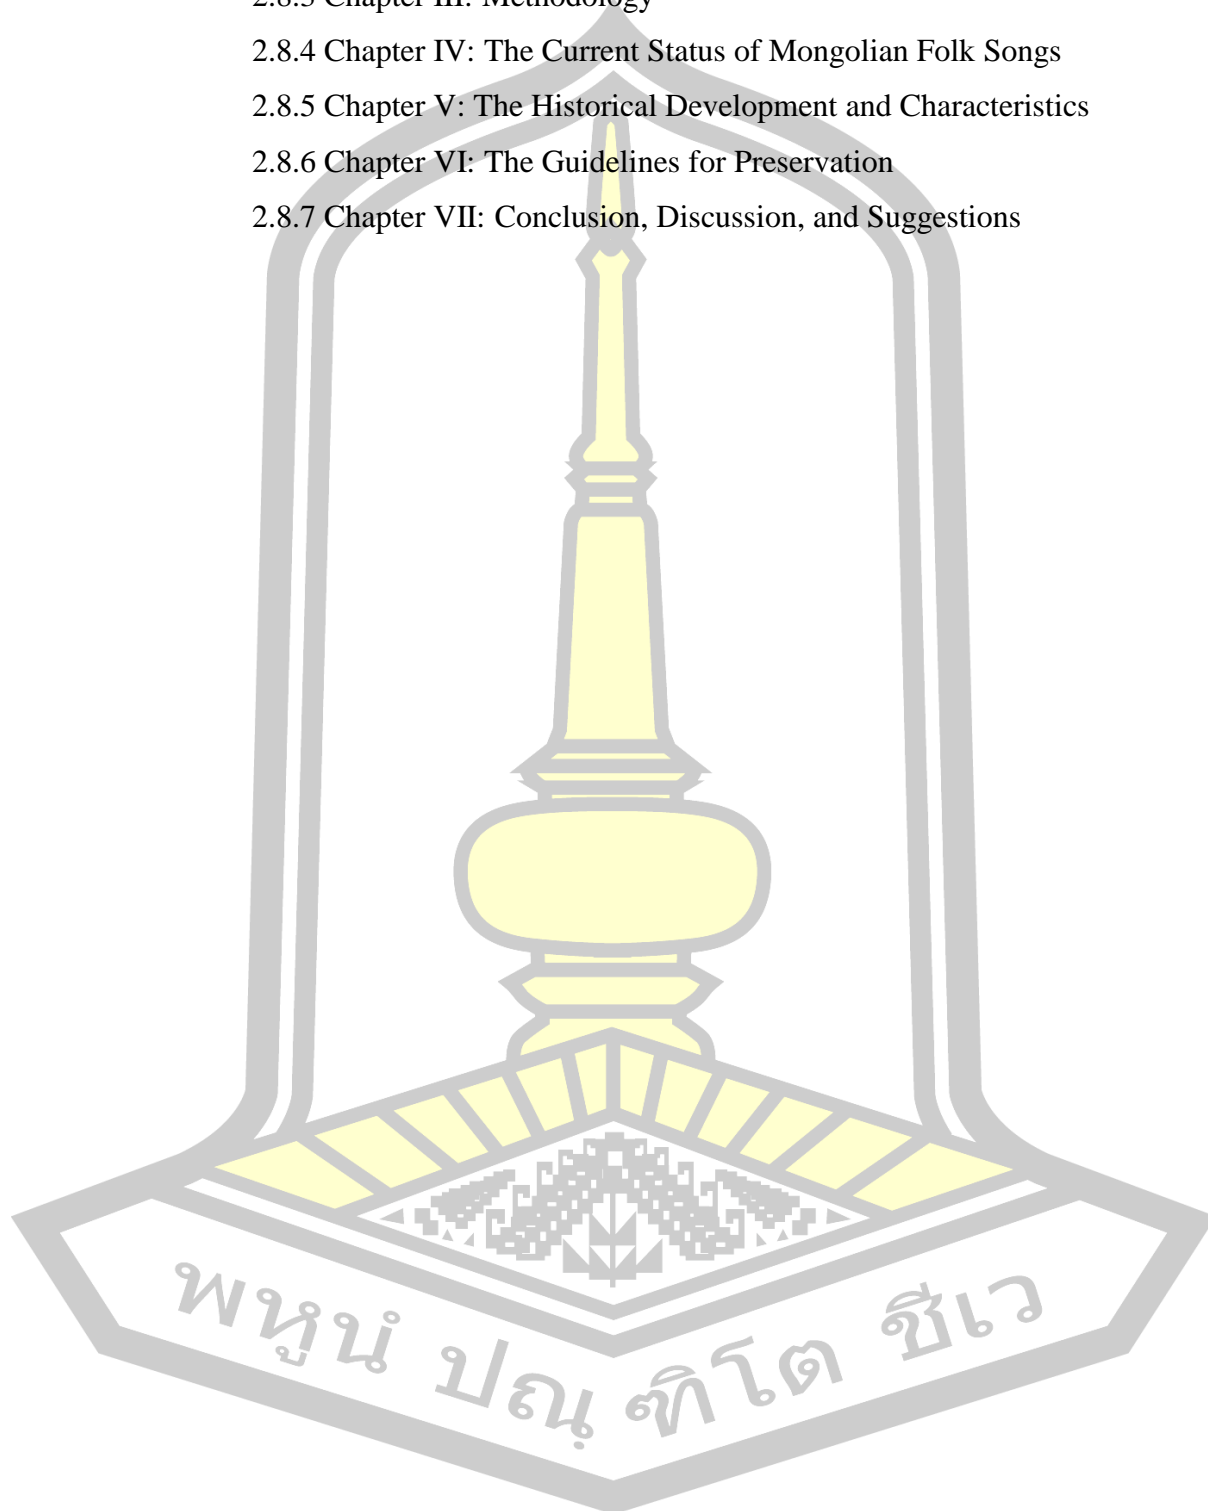 2.8.3 Chapter III: Methodology
2.8.4 Chapter IV: The Current Status of Mongolian Folk Songs
2.8.5 Chapter V: The Historical Development and Characteristics
2.8.6 Chapter VI: The Guidelines for Preservation
2.8.7 Chapter VII: Conclusion, Discussion, and Suggestions
พหูนํ ปณฺฑิโต ชีเว